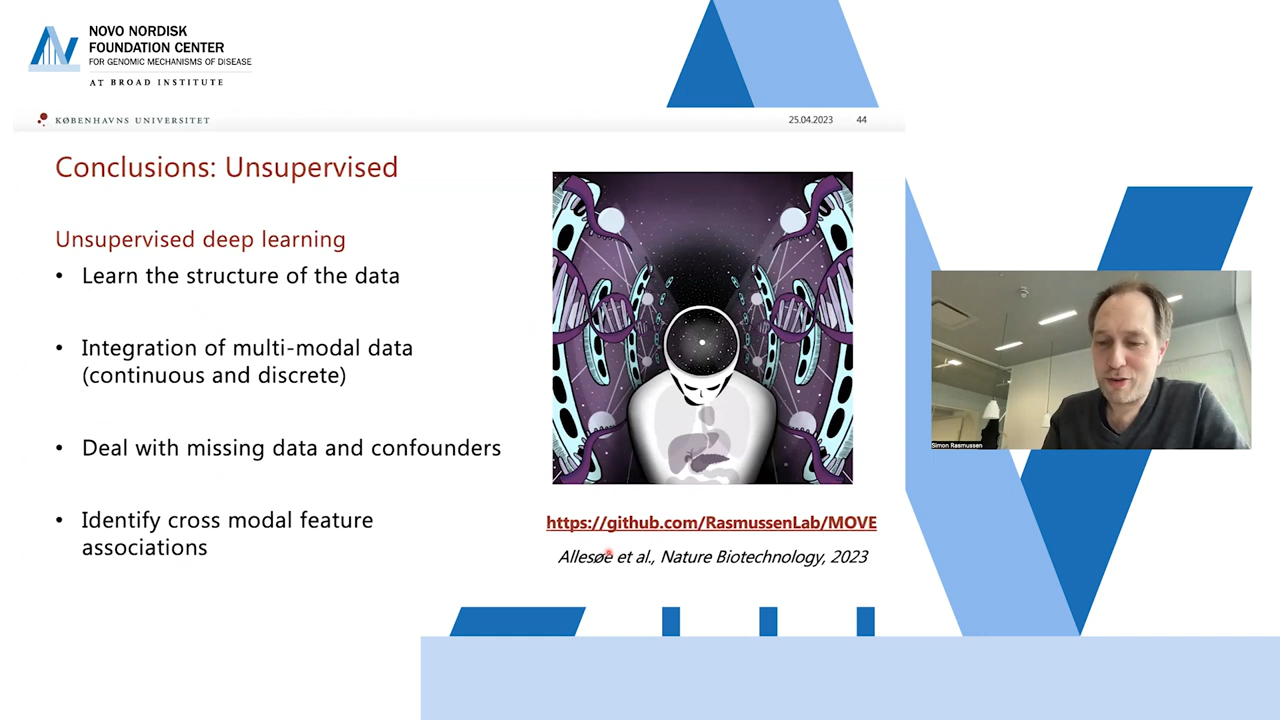 NOVO NORDISK
FOUNDATION CENTER
FOR GENOMIC MECHANISMS OF DISEASE
AT BROAD INSTITUTE
KØBENHAVNS UNIVERSITET
25.04.2023 44
Conclusions: Unsupervised
Unsupervised deep learning
• Learn the structure of the data
• Integration of multi-modal data
(continuous and discrete)
• Deal with missing data and confounders
• Identify cross modal feature
associations
https://github.com/RasmussenLab/MOVE
Allesøe et al., Nature Biotechnology, 2023
Simon Rasmussen